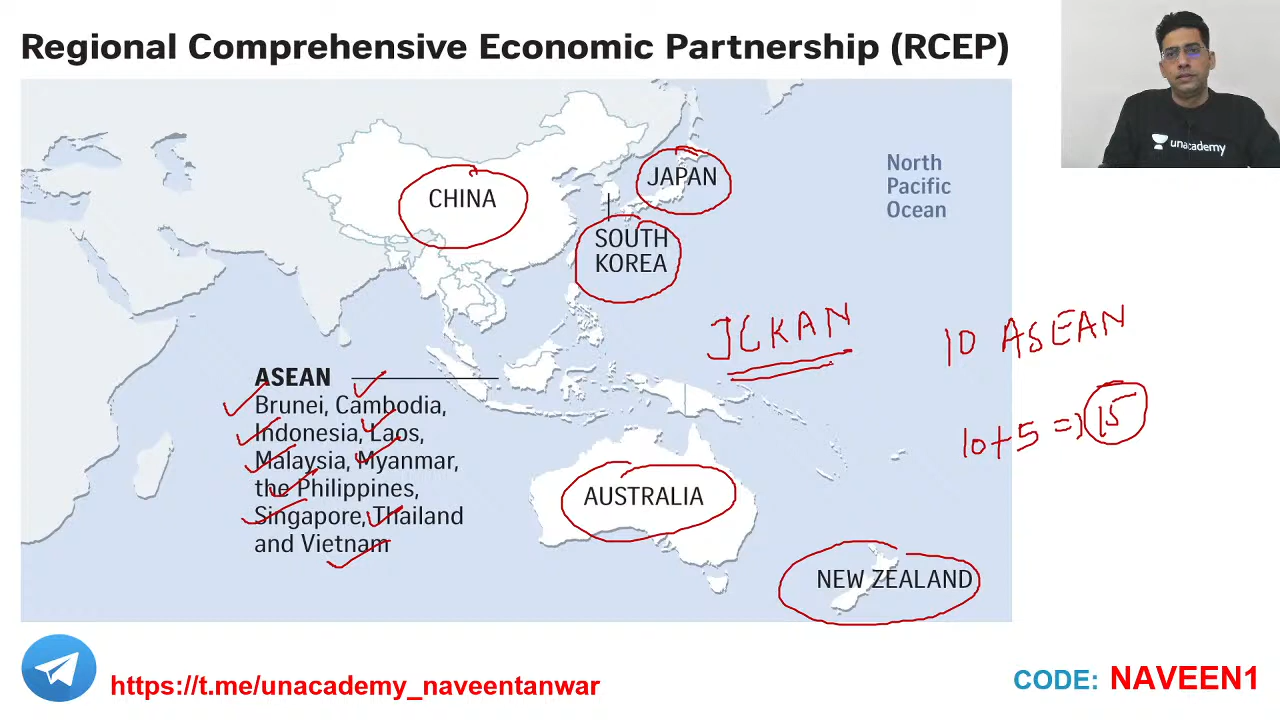 Regional Comprehensive Economic Partnership (RCEP)
unacademy
North
Pacific
Ocean
JAPAN
CHINA
SOUTH
KOREA
JCKAN
10 ASEAN
ASEAN
Brunei, Cambodia,
Indonesia, Laos,
Malaysia, Myanmar,
the Philippines,
Singapore, Thailand
and Vietnam
10+5 => 15
AUSTRALIA
NEW ZEALAND
https://t.me/unacademy_naveentanwar
CODE: NAVEEN1